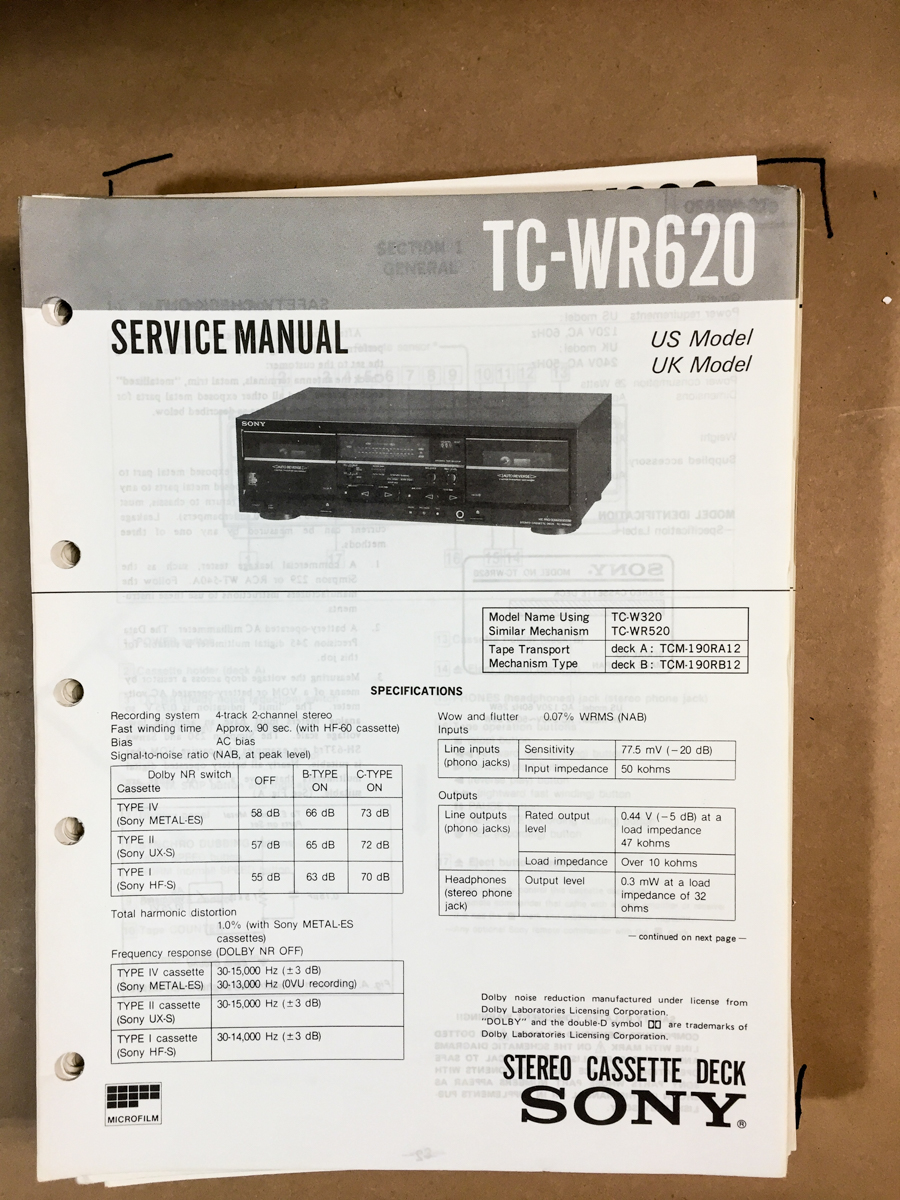 TC-WR620
SERVICE MANUAL
US Model
UK Model
SONY
Model Name Using Similar Mechanism TC-W320 TC-WR520
Tape Transport Mechanism Type deck A: TCM-190RA12 deck B: TCM-190RB12
SPECIFICATIONS
Recording system 4-track 2-channel stereo
Fast winding time Approx. 90 sec. (with HF-60 cassette)
Bias AC bias
Signal-to-noise ratio (NAB, at peak level)
Dolby NR switch
Cassette OFF B-TYPE ON C-TYPE ON
TYPE IV (Sony METAL-ES) 58 dB 66 dB 73 dB
TYPE II (Sony UX-S) 57 dB 65 dB 72 dB
TYPE I (Sony HF-S) 55 dB 63 dB 70 dB
Total harmonic distortion
1.0% (with Sony METAL-ES
cassettes)
Frequency response (DOLBY NR OFF)
TYPE IV cassette 30-15,000 Hz (±3 dB)
(Sony METAL-ES) 30-13,000 Hz (0VU recording)
TYPE II cassette 30-15,000 Hz (±3 dB)
(Sony UX-S)
TYPE I cassette 30-14,000 Hz (±3 dB)
(Sony HF-S)
Wow and flutter 0.07% WRMS (NAB)
Inputs
Line inputs (phono jacks) Sensitivity 77.5 mV (−20 dB)
Input impedance 50 kohms
Outputs
Line outputs (phono jacks) Rated output level 0.44 V (−5 dB) at a load impedance 47 kohms
Load impedance Over 10 kohms
Headphones (stereo phone jack) Output level 0.3 mW at a load impedance of 32 ohms
— continued on next page —
Dolby noise reduction manufactured under license from
Dolby Laboratories Licensing Corporation.
"DOLBY" and the double-D symbol are trademarks of
Dolby Laboratories Licensing Corporation.
MICROFILM
STEREO CASSETTE DECK
SONY®